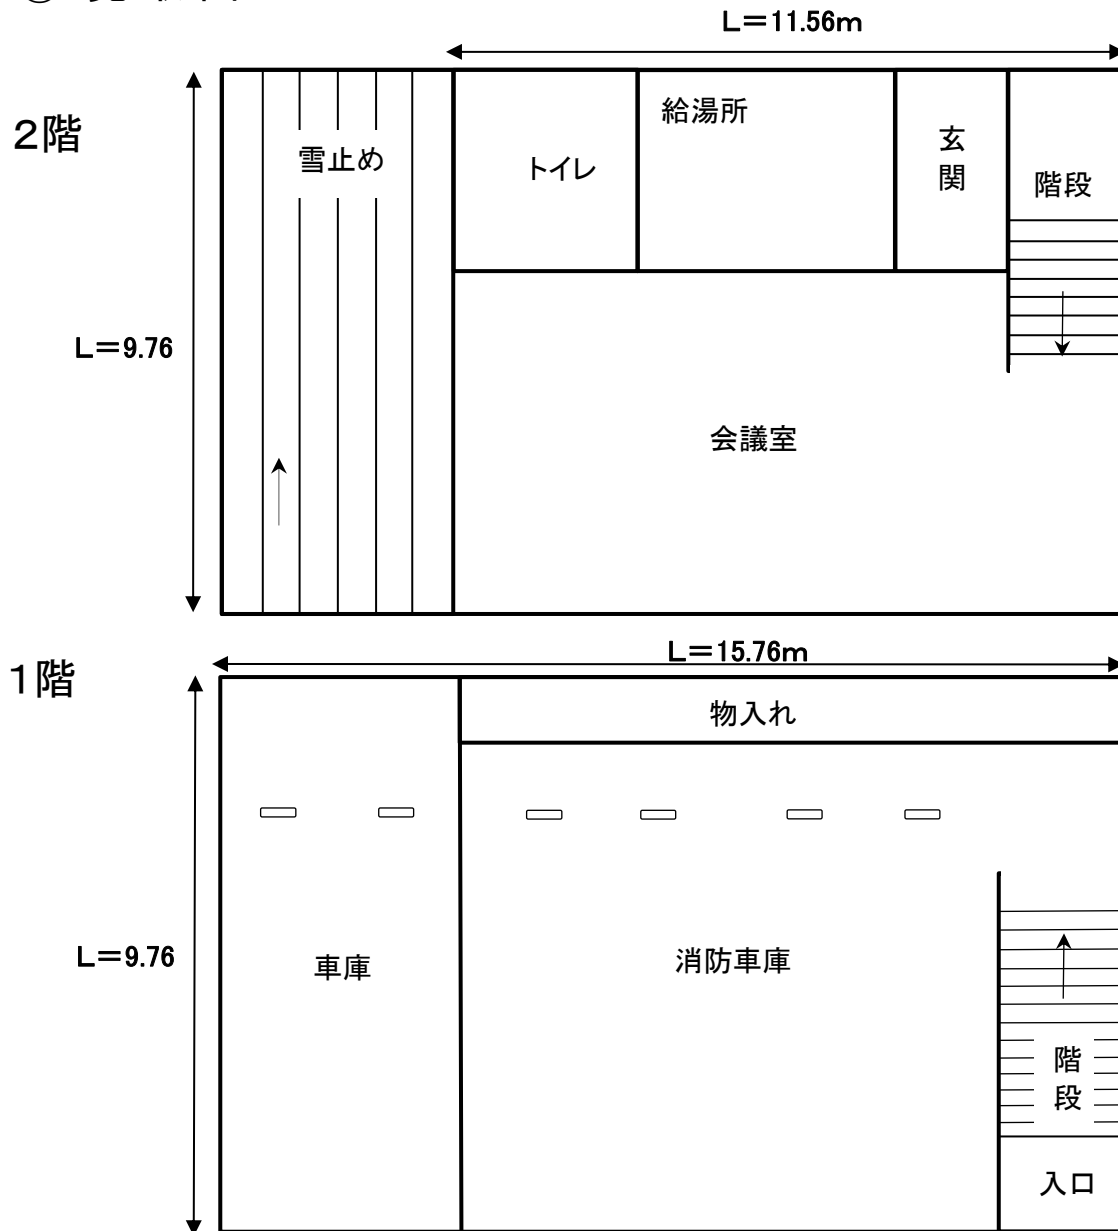 L=11.56m
2階
雪止め
トイレ
給湯所
玄関
階段
L=9.76
会議室
1階
L=15.76m
物入れ
L=9.76
車庫
消防車庫
階段
入口